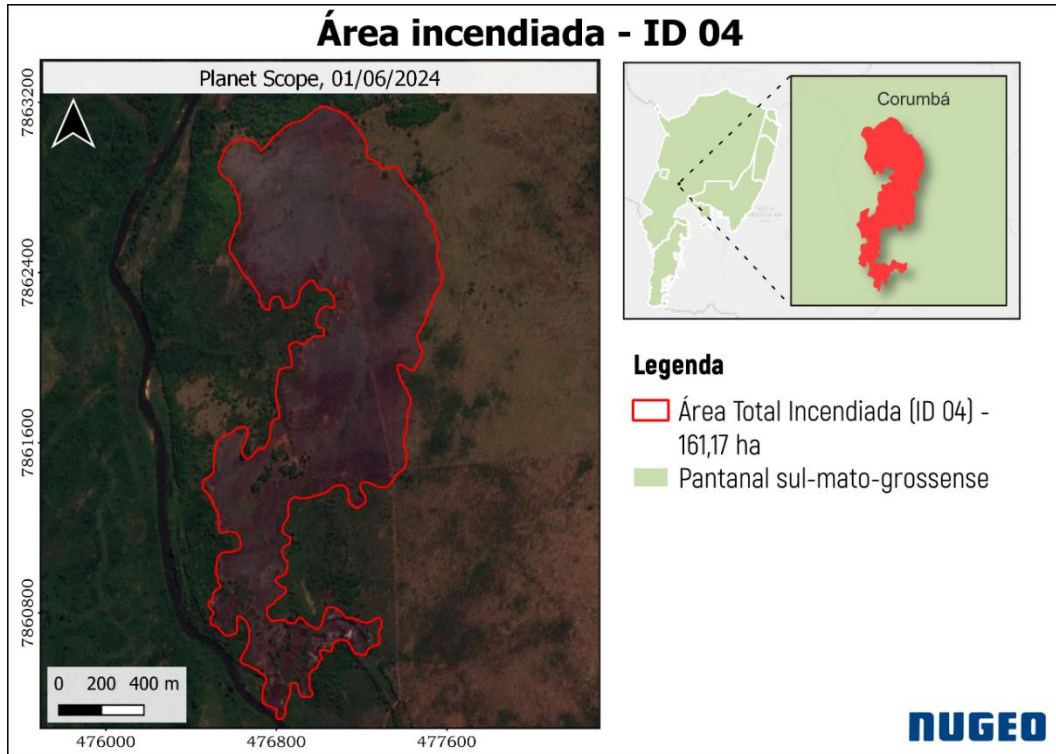 Área incendiada - ID 04
Planet Scope, 01/06/2024
7863200
7862400
7861600
7860800
0 200 400 m
476000 476800 477600
Corumbá
Legenda
Área Total Incendiada (ID 04) -
161,17 ha
Pantanal sul-mato-grossense
NUGEO